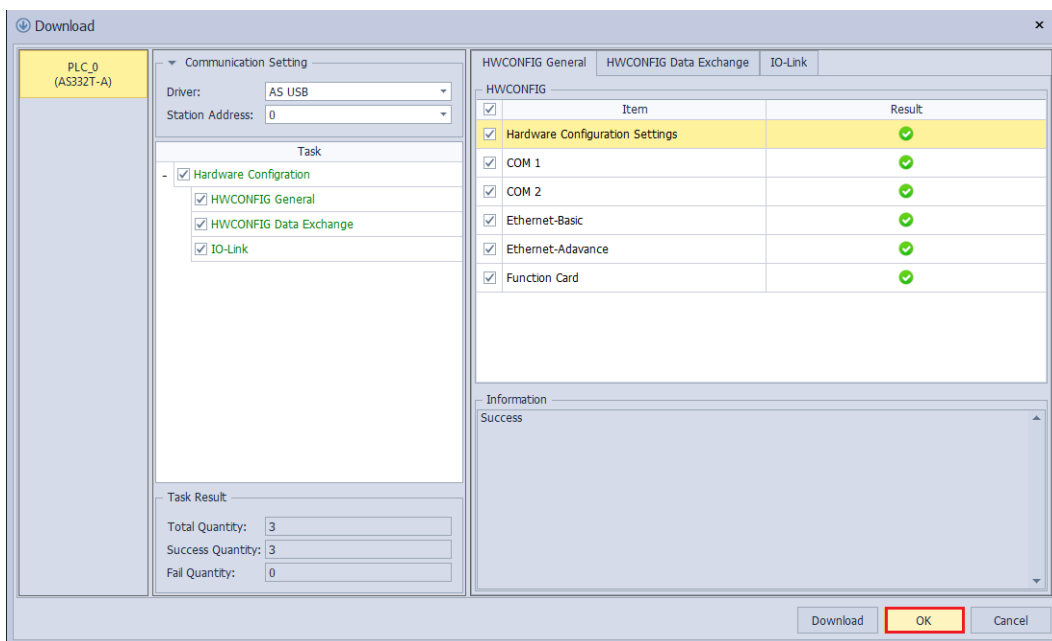 Download
PLC_0
(AS332T-A)
Communication Setting
Driver: AS USB
Station Address: 0
Task
Hardware Configration
HWCONFIG General
HWCONFIG Data Exchange
IO-Link
Task Result
Total Quantity: 3
Success Quantity: 3
Fail Quantity: 0
HWCONFIG General HWCONFIG Data Exchange IO-Link
HWCONFIG
Item Result
Hardware Configuration Settings
COM 1
COM 2
Ethernet-Basic
Ethernet-Adavance
Function Card
Information
Success
Download OK Cancel